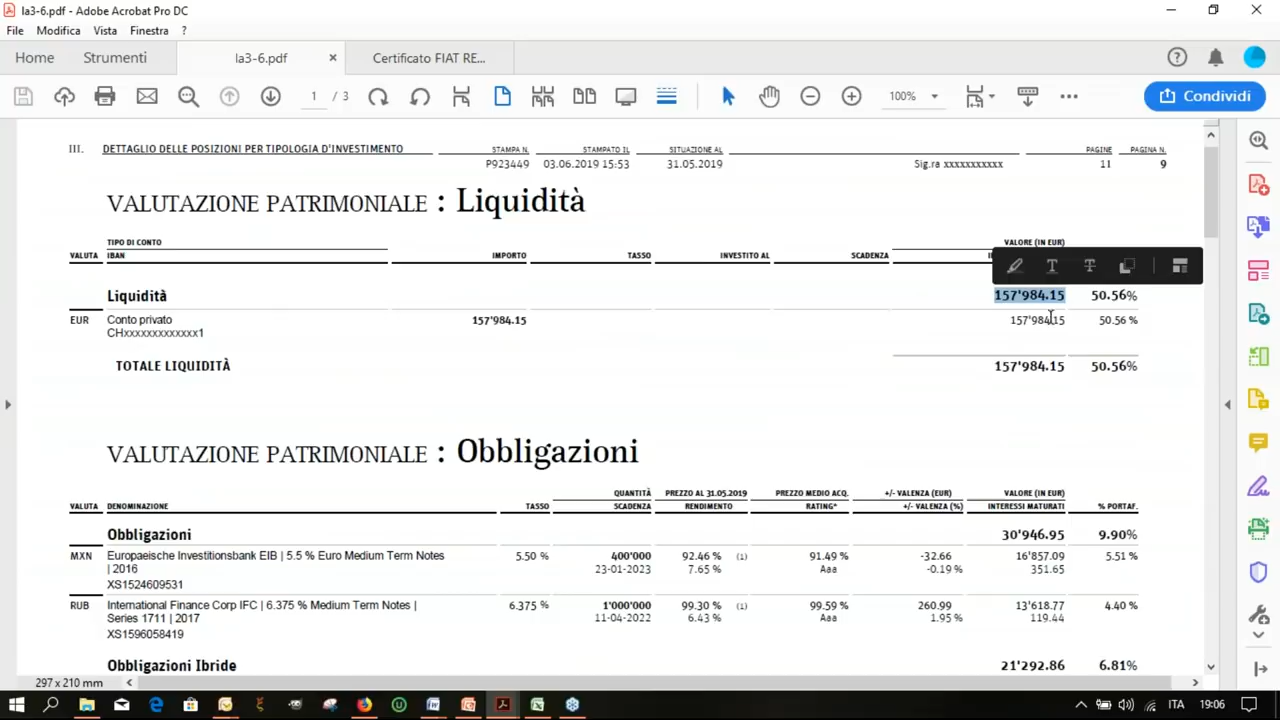 la3-6.pdf - Adobe Acrobat Pro DC
File Modifica Vista Finestra ?
Home Strumenti la3-6.pdf × Certificato FIAT RE...
1 / 3 100% Condividi
III. DETTAGLIO DELLE POSIZIONI PER TIPOLOGIA D'INVESTIMENTO STAMPA N. STAMPATO IL SITUAZIONE AL PAGINE PAGINA N.
P923449 03.06.2019 15:53 31.05.2019 Sig.ra xxxxxxxxxxx 11 9
VALUTAZIONE PATRIMONIALE : Liquidità
TIPO DI CONTO VALORE (IN EUR)
VALUTA IBAN IMPORTO TASSO INVESTITO AL SCADENZA
Liquidità 157'984.15 50.56%
EUR Conto privato 157'984.15 157'984.15 50.56 %
CHxxxxxxxxxxxxx1
TOTALE LIQUIDITÀ 157'984.15 50.56%
VALUTAZIONE PATRIMONIALE : Obbligazioni
QUANTITÀ PREZZO AL 31.05.2019 PREZZO MEDIO ACQ. +/- VALENZA (EUR) VALORE (IN EUR)
VALUTA DENOMINAZIONE TASSO SCADENZA RENDIMENTO RATING* +/- VALENZA (%) INTERESSI MATURATI % PORTAF.
Obbligazioni 30'946.95 9.90%
MXN Europaeische Investitionsbank EIB | 5.5 % Euro Medium Term Notes 5.50 % 400'000 92.46 % (1) 91.49 % -32.66 16'857.09 5.51 %
| 2016 23-01-2023 7.65 % Aaa -0.19 % 351.65
XS1524609531
RUB International Finance Corp IFC | 6.375 % Medium Term Notes | 6.375 % 1'000'000 99.30 % (1) 99.59 % 260.99 13'618.77 4.40 %
Series 1711 | 2017 11-04-2022 6.43 % Aaa 1.95 % 119.44
XS1596058419
Obbligazioni Ibride 21'292.86 6.81%
297 x 210 mm
ITA 19:06